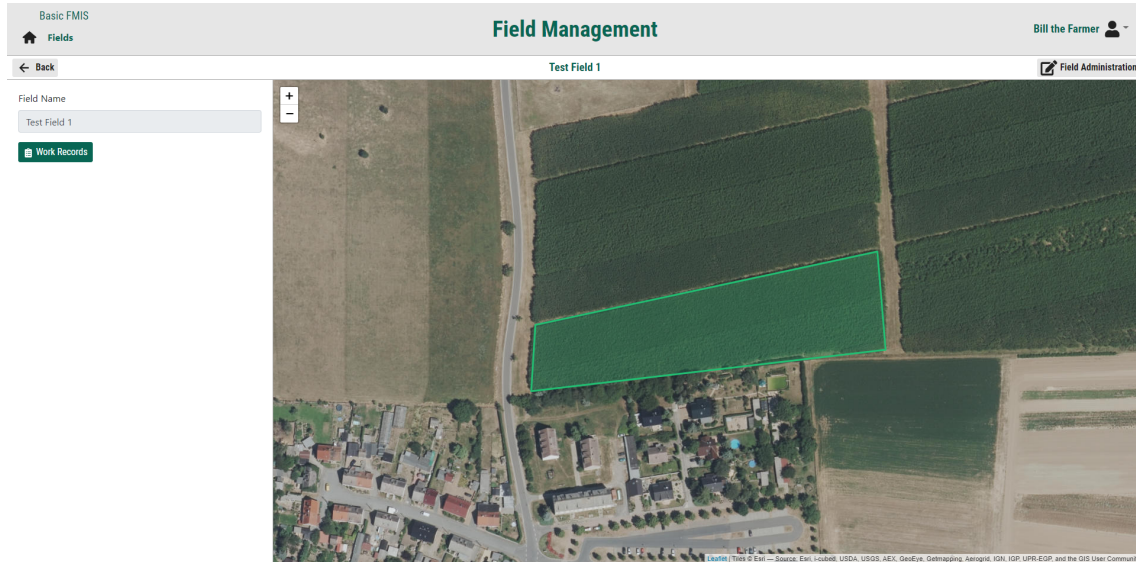 Basic FMIS
Fields
Field Management
Bill the Farmer
Back
Test Field 1
Field Administration
Field Name
Test Field 1
Work Records
+
−
Leaflet | Tiles © Esri — Source: Esri, i-cubed, USDA, USGS, AEX, GeoEye, Getmapping, Aerogrid, IGN, IGP, UPR-EGP, and the GIS User Communit